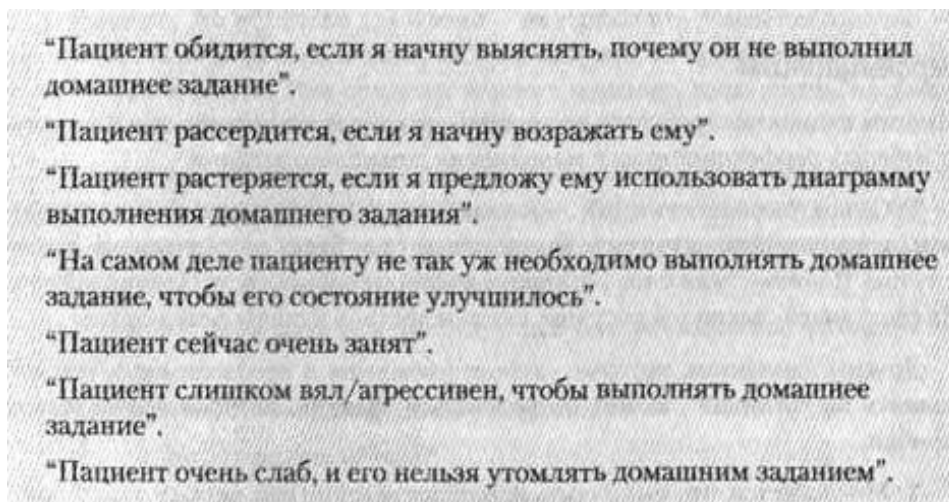 “Пациент обидится, если я начну выяснять, почему он не выполнил
домашнее задание”.
“Пациент рассердится, если я начну возражать ему”.
“Пациент растеряется, если я предложу ему использовать диаграмму
выполнения домашнего задания”.
“На самом деле пациенту не так уж необходимо выполнять домашнее
задание, чтобы его состояние улучшилось”.
“Пациент сейчас очень занят”.
“Пациент слишком вял/агрессивен, чтобы выполнять домашнее
задание”.
“Пациент очень слаб, и его нельзя утомлять домашним заданием”.